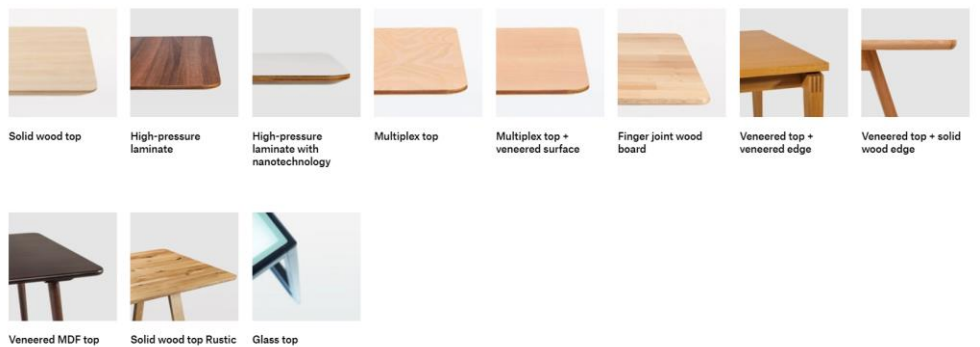 Solid wood top
High-pressure
laminate
High-pressure
laminate with
nanotechnology
Multiplex top
Multiplex top +
veneered surface
Finger joint wood
board
Veneered top +
veneered edge
Veneered top + solid
wood edge
Veneered MDF top
Solid wood top Rustic
Glass top